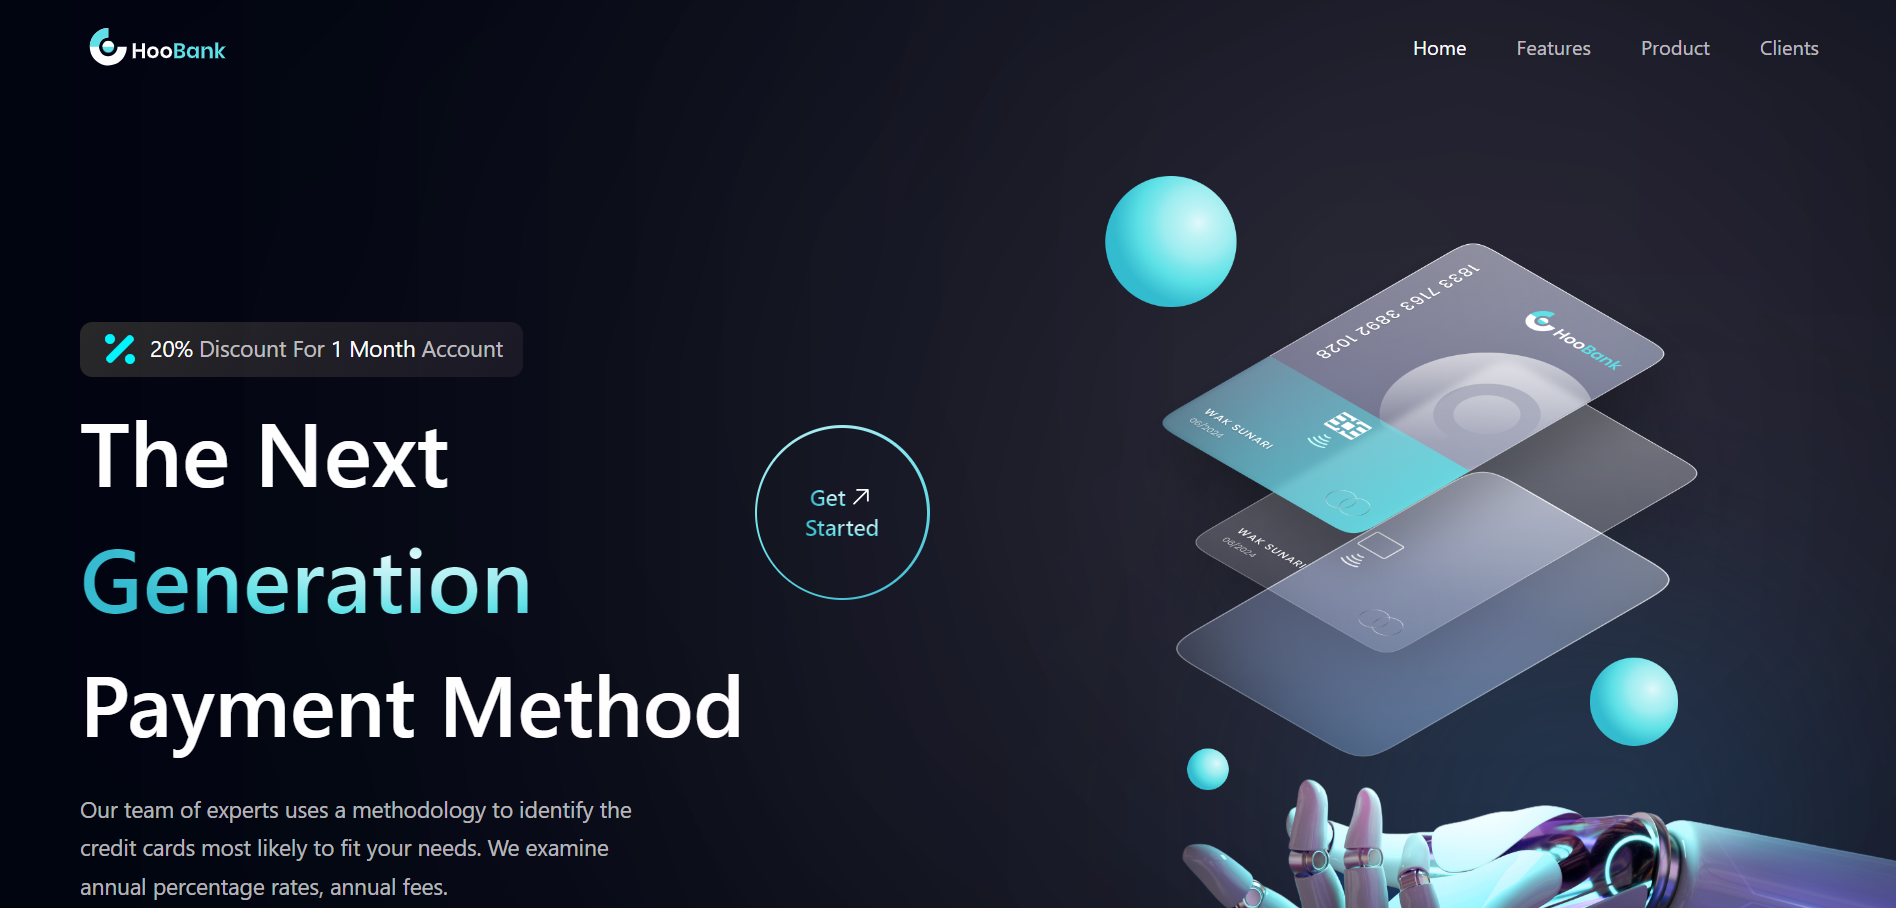 HooBank
Home Features Product Clients
20% Discount For 1 Month Account
The Next
Generation
Payment Method
Get
Started
Our team of experts uses a methodology to identify the
credit cards most likely to fit your needs. We examine
annual percentage rates, annual fees.
1833 7163 3892 1028
HooBank
WAK SUNARI
06/2024
WAK SUNARI
06/2024